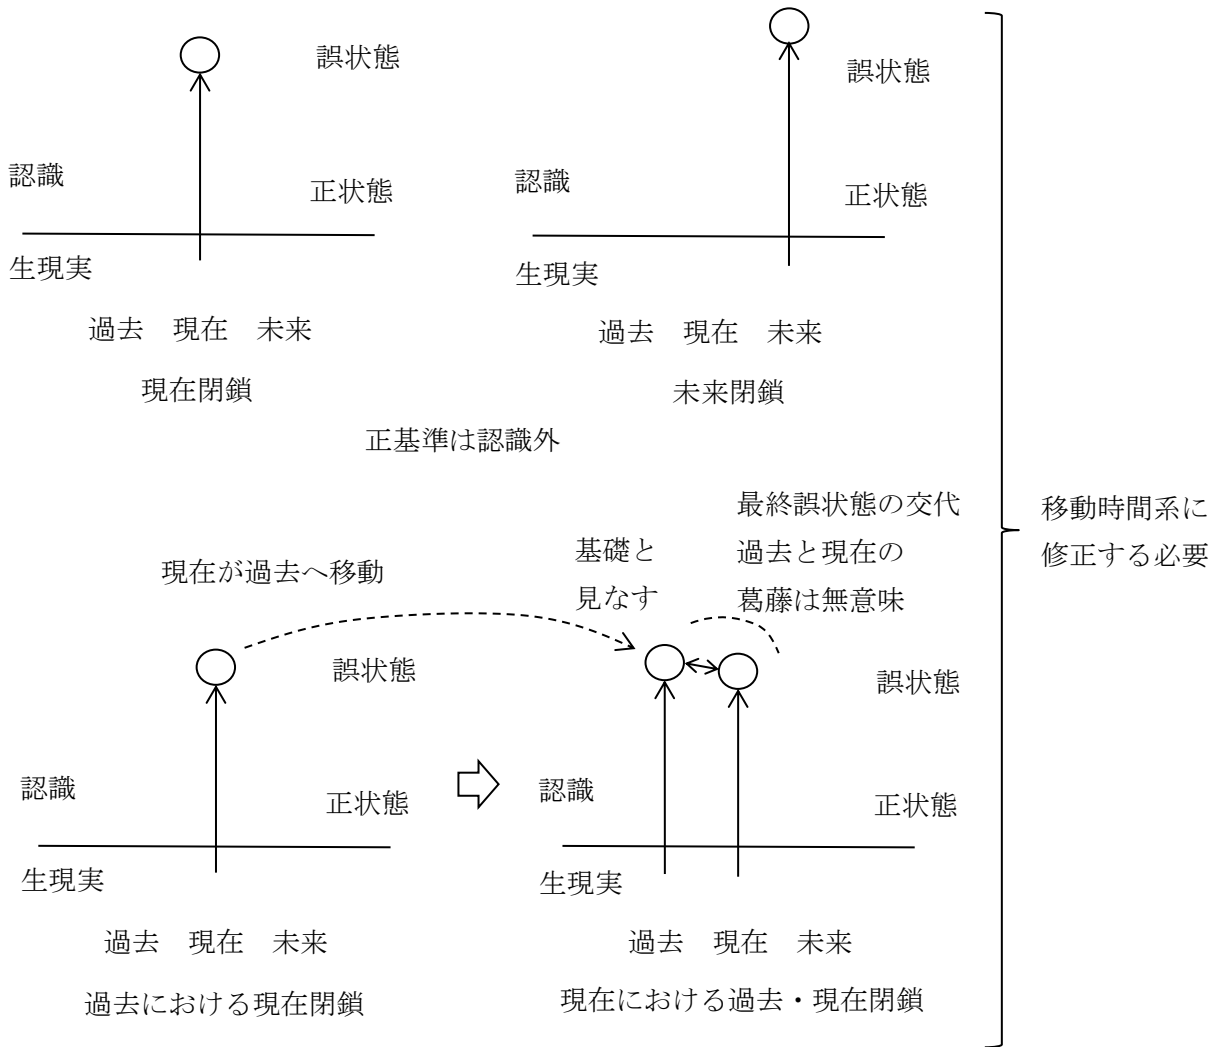 誤状態
認識
正状態
生現実
過去　現在　未来
現在閉鎖
誤状態
認識
正状態
生現実
過去　現在　未来
未来閉鎖
正基準は認識外
移動時間系に
修正する必要
現在が過去へ移動
基礎と
見なす
最終誤状態の交代
過去と現在の
葛藤は無意味
誤状態
認識
正状態
生現実
過去　現在　未来
過去における現在閉鎖
誤状態
認識
正状態
生現実
過去　現在　未来
現在における過去・現在閉鎖